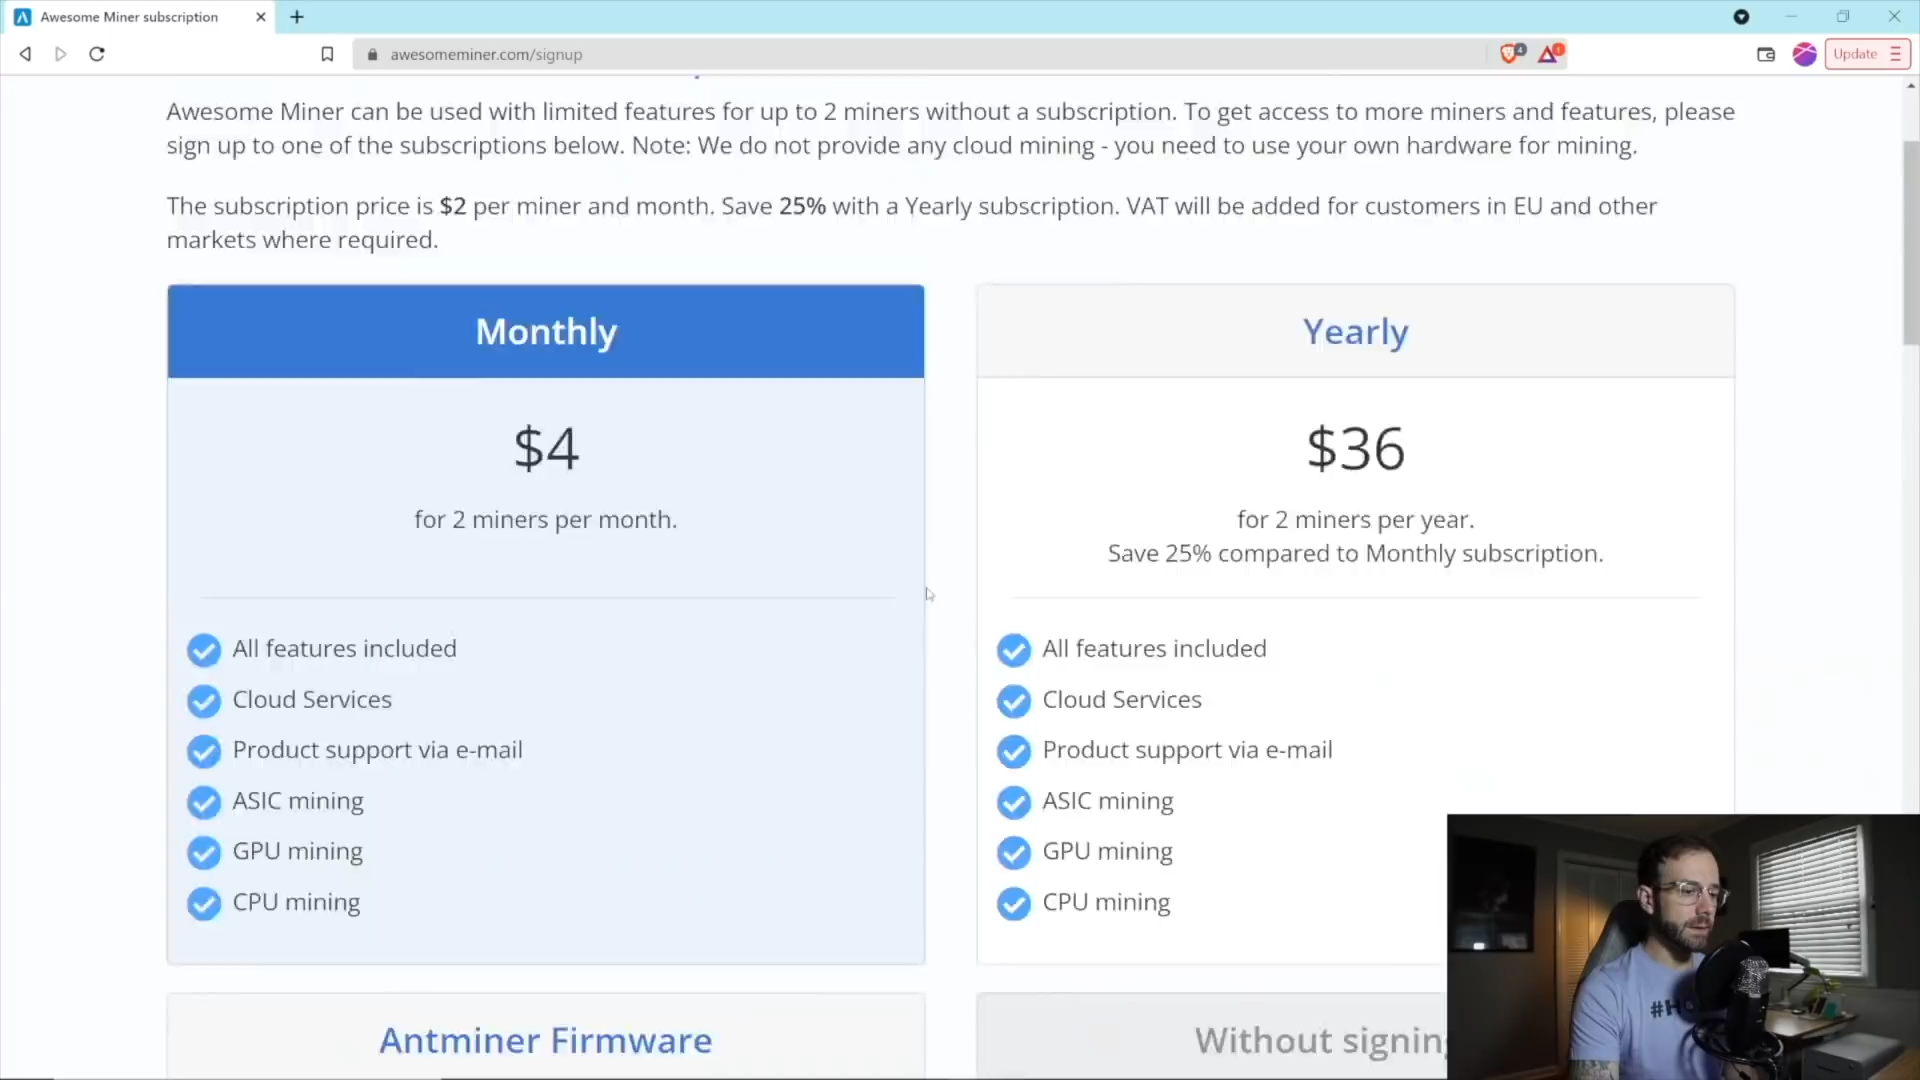 Awesome Miner subscription
awesomeminer.com/signup
4
1
Update
Awesome Miner can be used with limited features for up to 2 miners without a subscription. To get access to more miners and features, please
sign up to one of the subscriptions below. Note: We do not provide any cloud mining - you need to use your own hardware for mining.
The subscription price is $2 per miner and month. Save 25% with a Yearly subscription. VAT will be added for customers in EU and other
markets where required.
Monthly
$4
for 2 miners per month.
All features included
Cloud Services
Product support via e-mail
ASIC mining
GPU mining
CPU mining
Yearly
$36
for 2 miners per year.
Save 25% compared to Monthly subscription.
All features included
Cloud Services
Product support via e-mail
ASIC mining
GPU mining
CPU mining
Antminer Firmware
Without signing